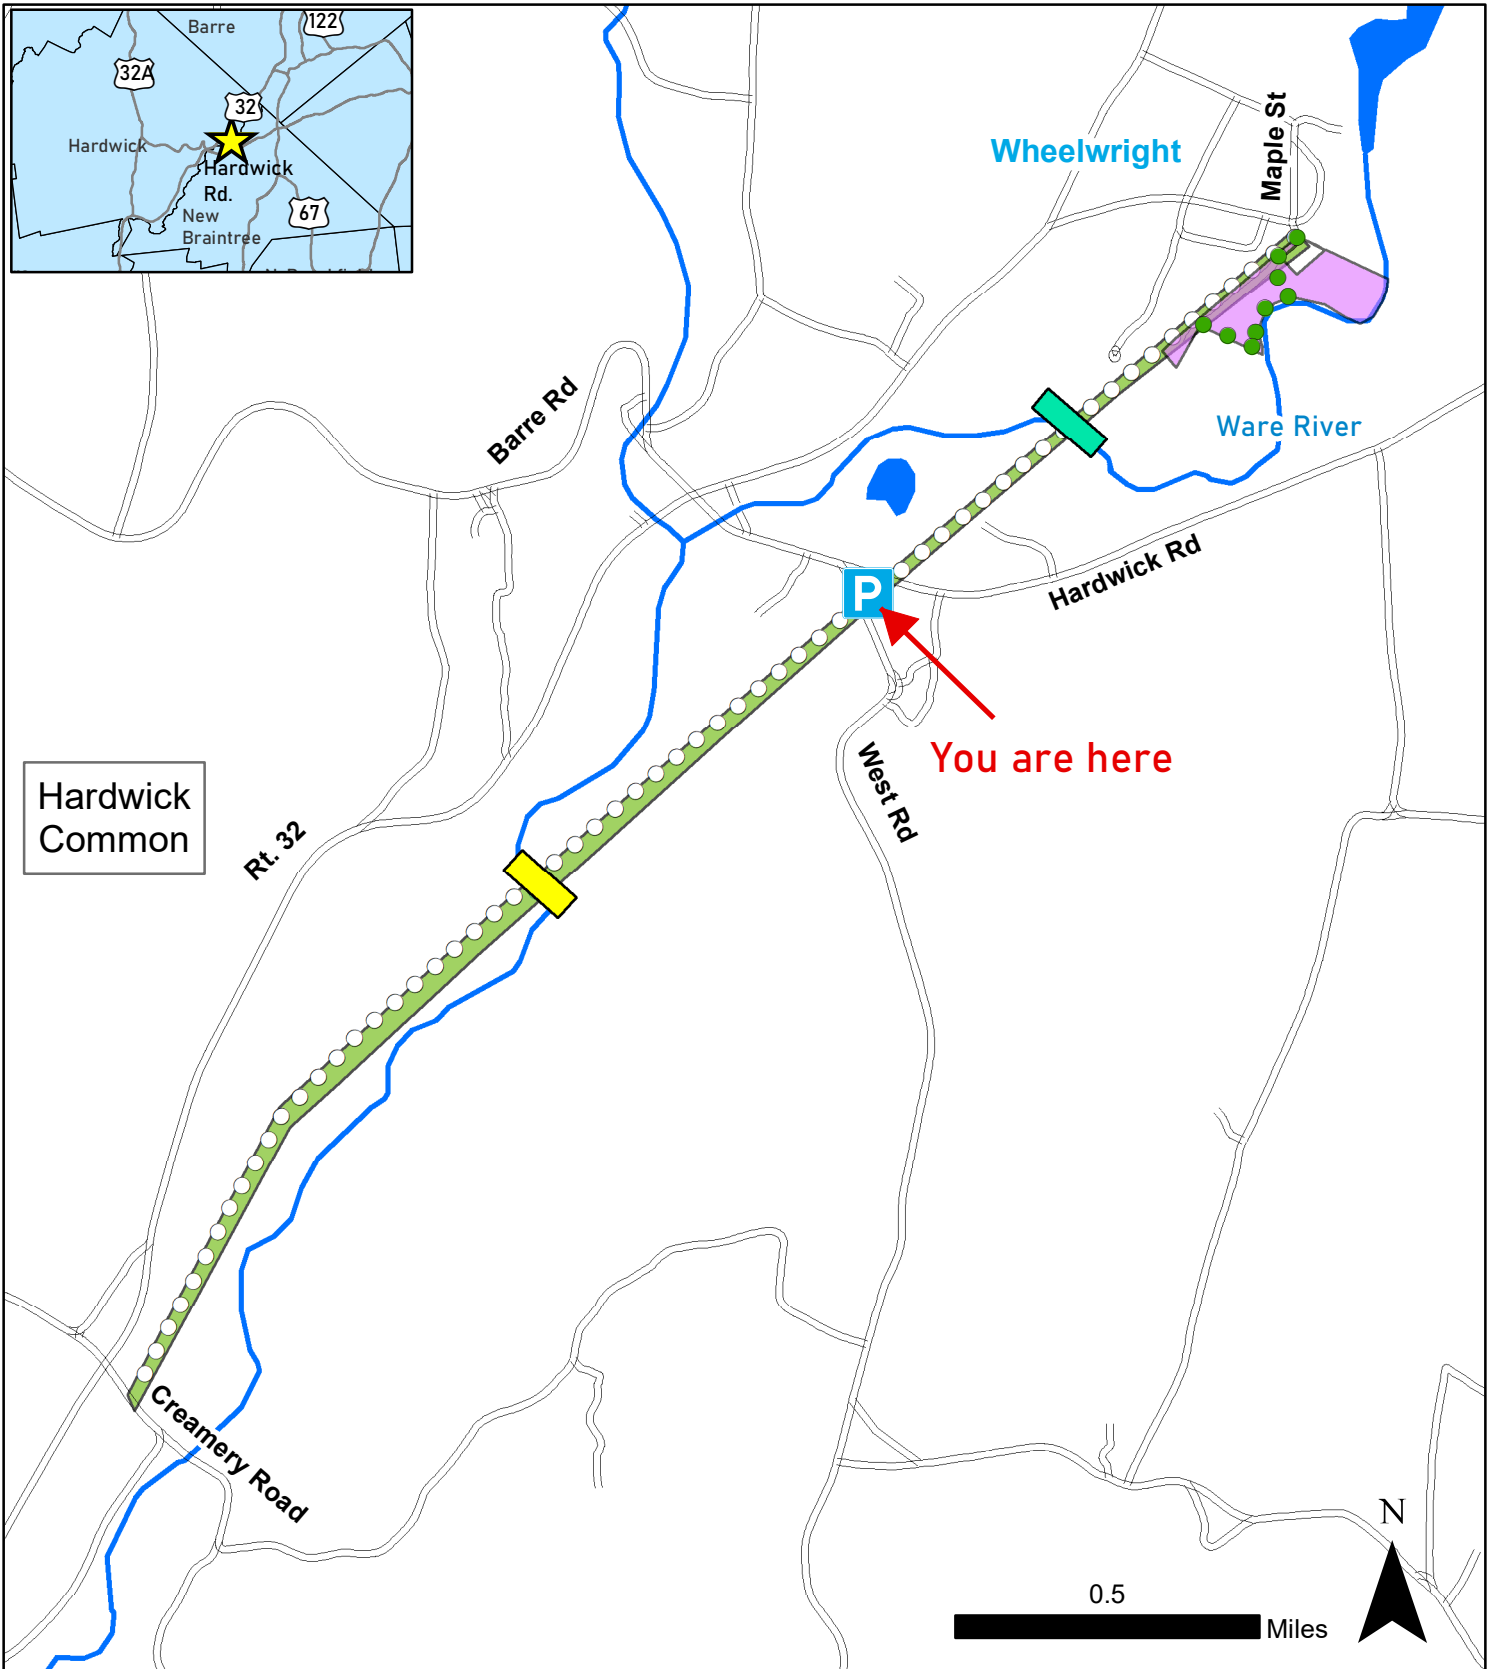 Barre
122
32A
32
Hardwick
Hardwick
Rd.
New
Braintree
67
Wheelwright
Maple St
Barre Rd
Ware River
Hardwick Rd
P
You are here
West Rd
Hardwick
Common
Rt. 32
Creamery Road
N
0.5
Miles